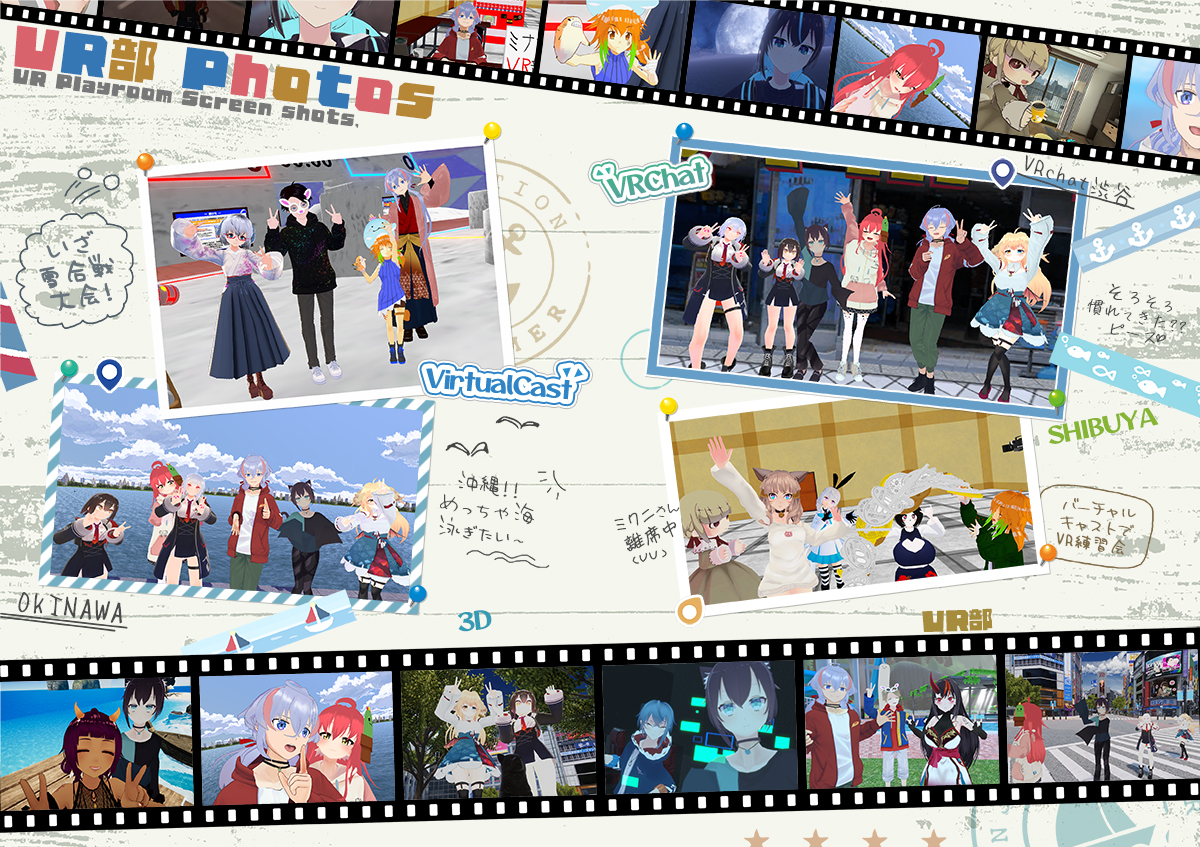 VR部 Photos
VR Playroom Screen Shots.
ミナ
VR
いざ
雪合戦
大会!
VRChat
VRchat渋谷
そろそろ
慣れてきた??
ピース
VirtualCast
SHIBUYA
沖縄!!
めっちゃ海
泳ぎたい~
ミクニさん
離席中
バーチャル
キャストで
VR練習会
OKINAWA
3D
VR部